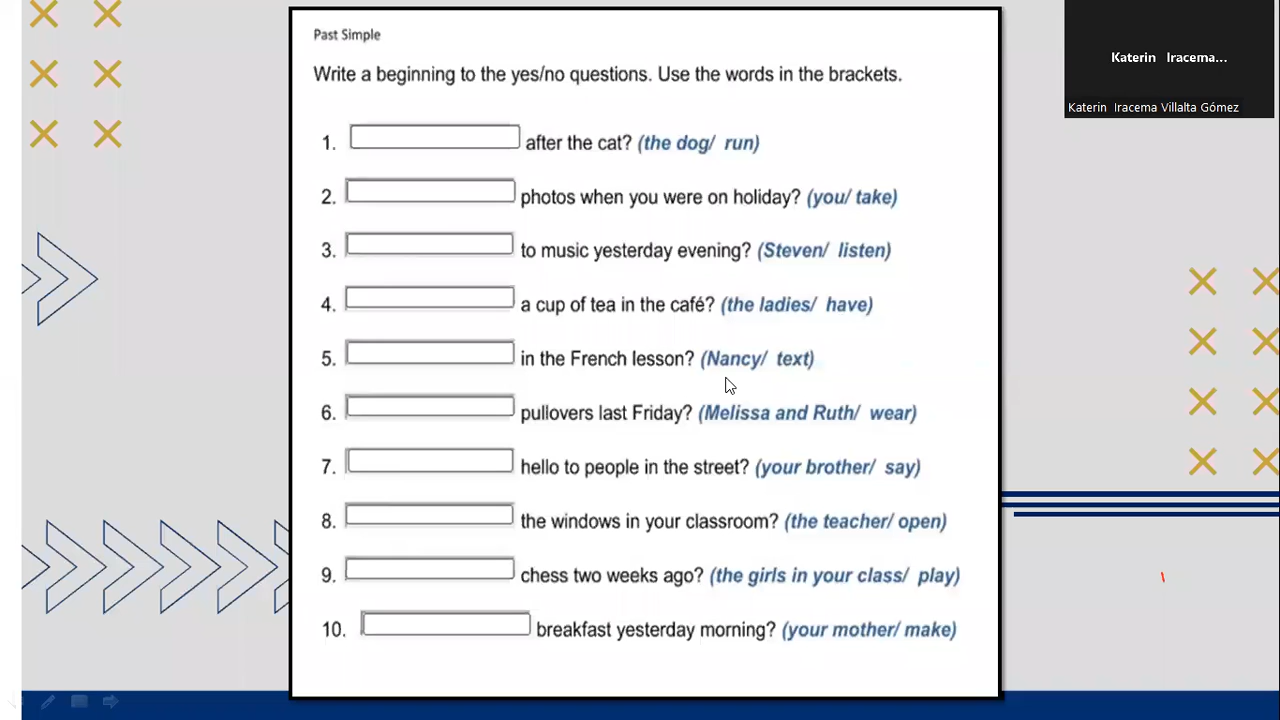 Past Simple
Write a beginning to the yes/no questions. Use the words in the brackets.
1. after the cat? (the dog/ run)
2. photos when you were on holiday? (you/ take)
3. to music yesterday evening? (Steven/ listen)
4. a cup of tea in the café? (the ladies/ have)
5. in the French lesson? (Nancy/ text)
6. pullovers last Friday? (Melissa and Ruth/ wear)
7. hello to people in the street? (your brother/ say)
8. the windows in your classroom? (the teacher/ open)
9. chess two weeks ago? (the girls in your class/ play)
10. breakfast yesterday morning? (your mother/ make)
Katerin Iracema...
Katerin Iracema Villalta Gómez